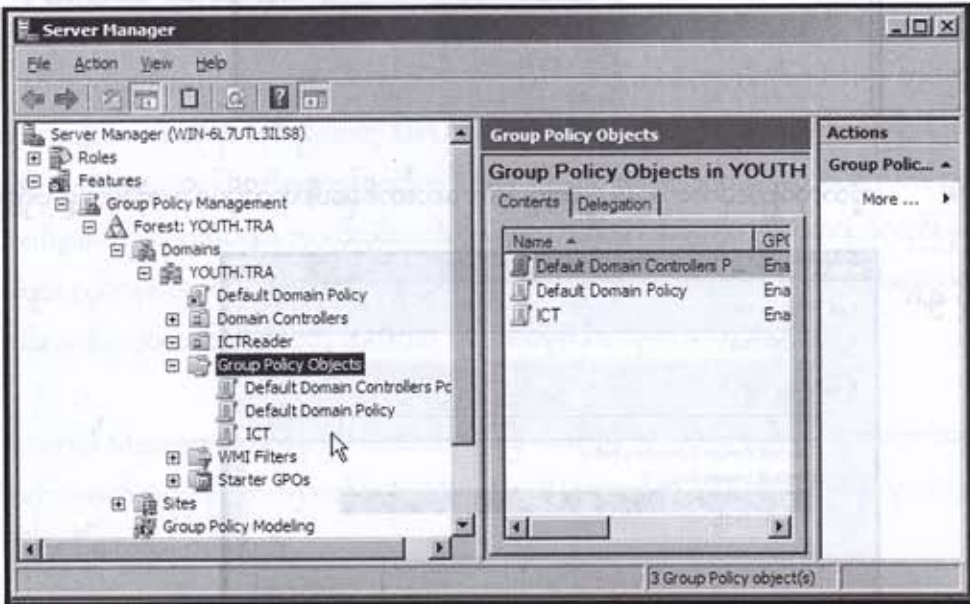 Server Manager
File Action View Help
Server Manager (WIN-6L7UTL3ILS8)
Roles
Features
Group Policy Management
Forest: YOUTH.TRA
Domains
YOUTH.TRA
Default Domain Policy
Domain Controllers
ICTReader
Group Policy Objects
Default Domain Controllers Pc
Default Domain Policy
ICT
WMI Filters
Starter GPOs
Sites
Group Policy Modeling
Group Policy Objects
Group Policy Objects in YOUTH
Contents Delegation
Name GPC
Default Domain Controllers P... Ena
Default Domain Policy Ena
ICT Ena
Actions
Group Polic...
More ...
3 Group Policy object(s)